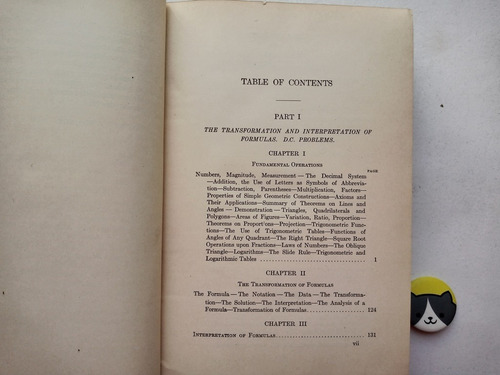 TABLE OF CONTENTS
PART I
THE TRANSFORMATION AND INTERPRETATION OF
FORMULAS. D.C. PROBLEMS.
CHAPTER I
FUNDAMENTAL OPERATIONS
PAGE
Numbers, Magnitude, Measurement—The Decimal System
—Addition, the Use of Letters as Symbols of Abbrevia-
tion—Subtraction, Parentheses—Multiplication, Factors—
Properties of Simple Geometric Constructions—Axioms and
Their Applications—Summary of Theorems on Lines and
Angles—Demonstration—Triangles, Quadrilaterals and
Polygons—Areas of Figures—Variation, Ratio, Proportion—
Theorems on Proportions—Projection—Trigonometric Func-
tions—The Use of Trigonometric Tables—Functions of
Angles of Any Quadrant—The Right Triangle—Square Root
Operations upon Fractions—Laws of Numbers—The Oblique
Triangle—Logarithms—The Slide Rule—Trigonometric and
Logarithmic Tables 1
CHAPTER II
THE TRANSFORMATION OF FORMULAS
The Formula—The Notation—The Data—The Transforma-
tion—The Solution—The Interpretation—The Analysis of a
Formula—Transformation of Formulas 124
CHAPTER III
INTERPRETATION OF FORMULAS 131
vii